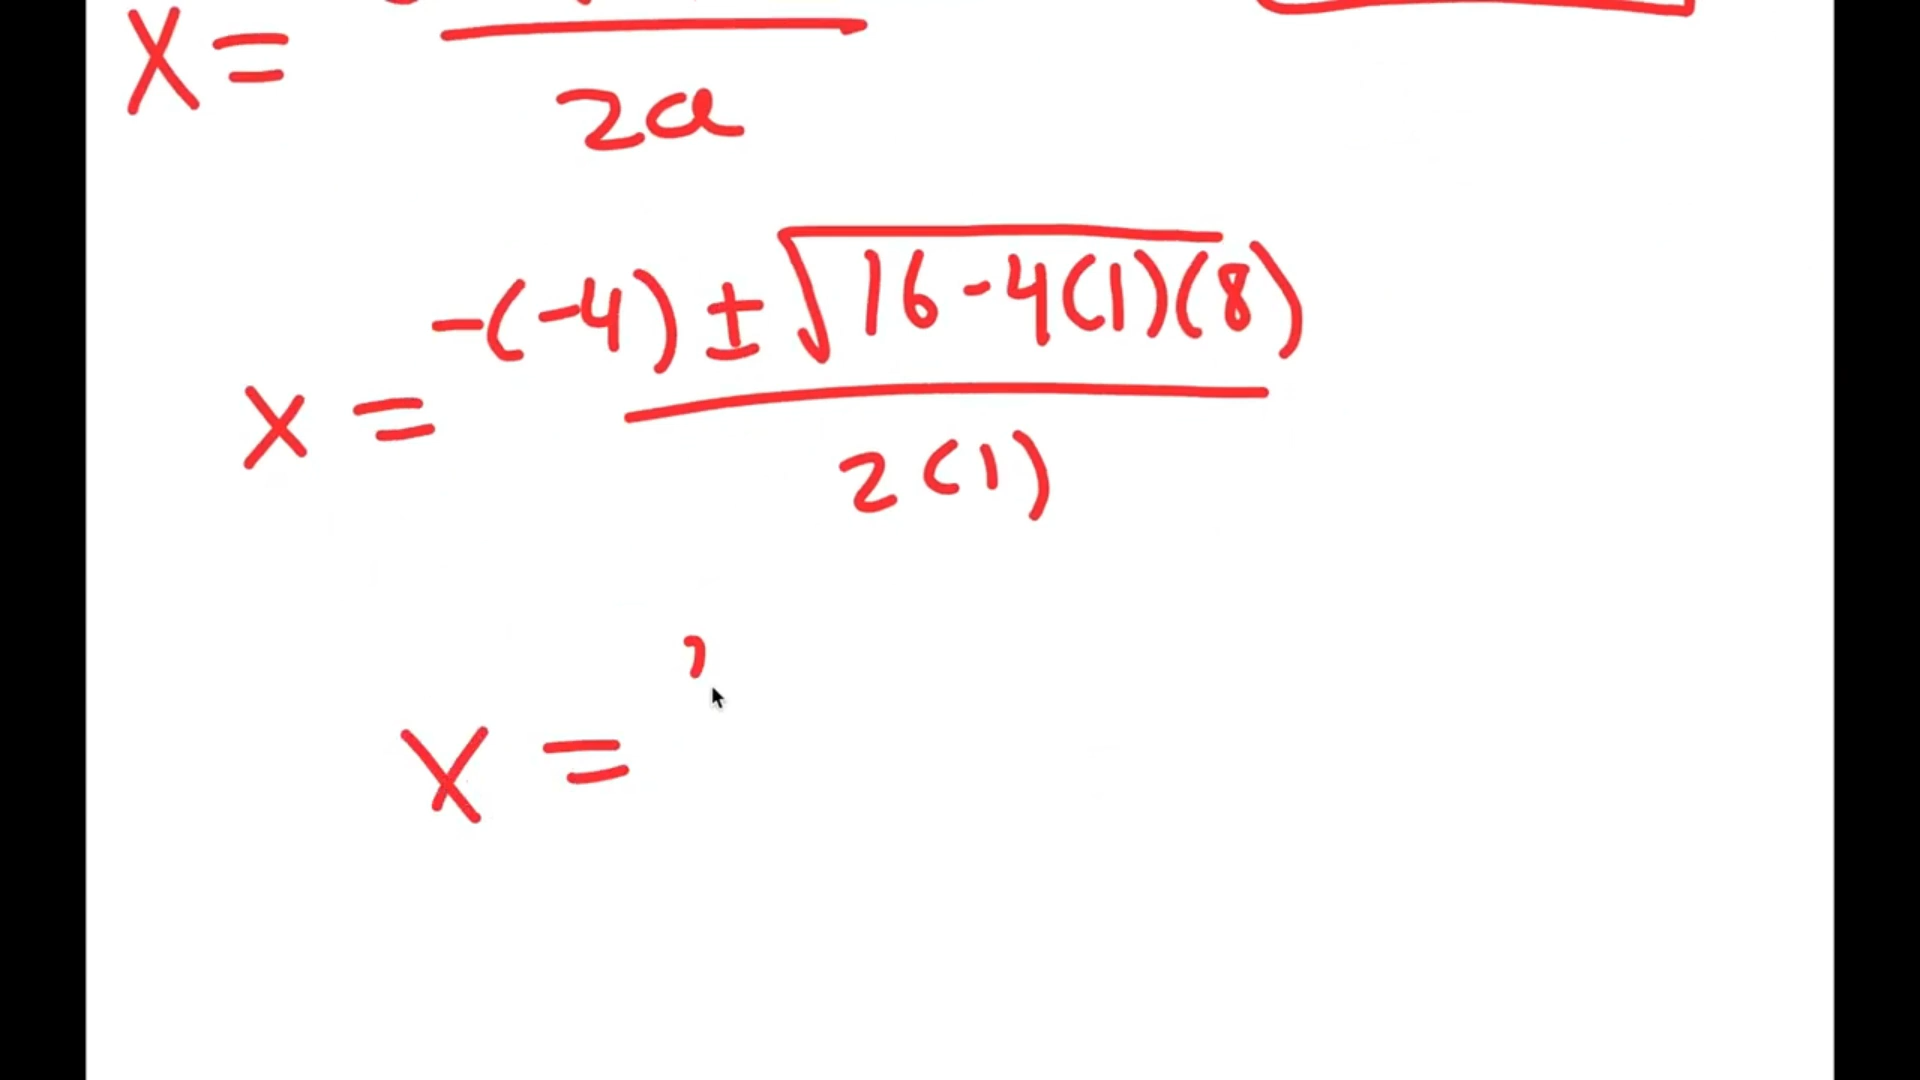 X =
2a
x = -(-4) ± √16-4(1)(8)
2(1)
x =